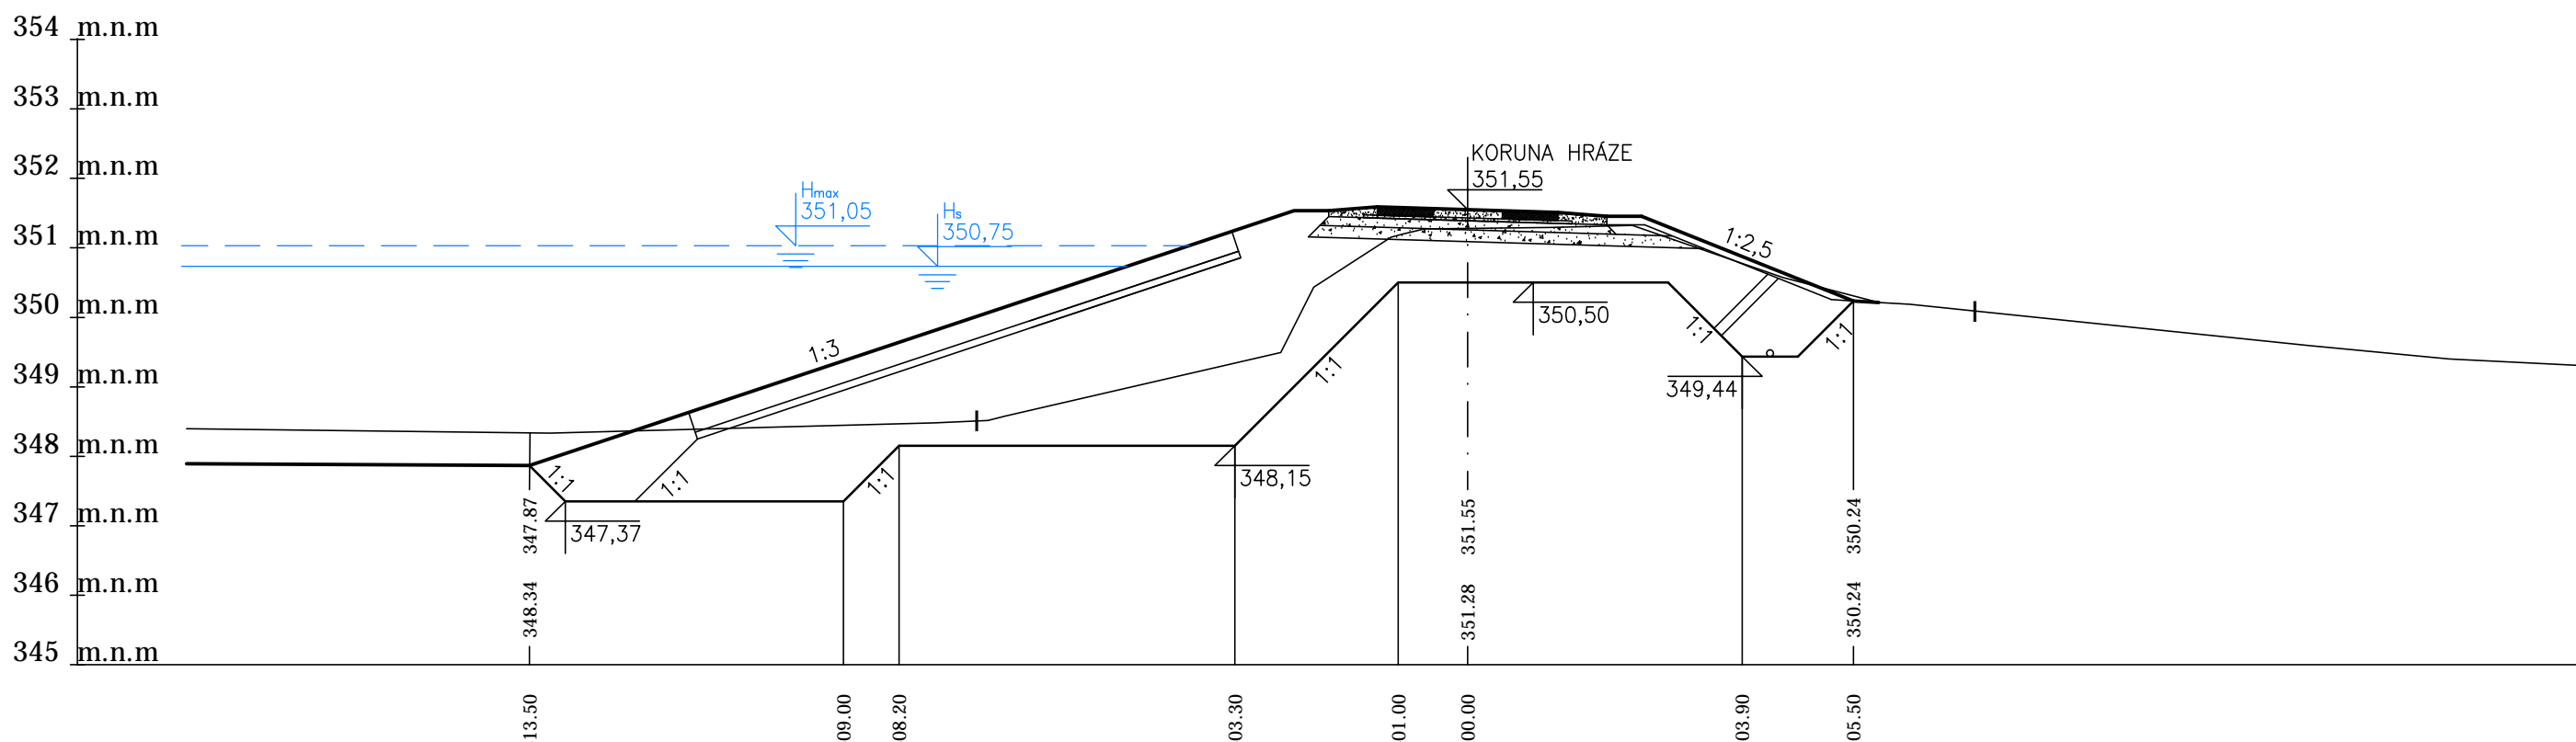 354 m.n.m
353 m.n.m
352 m.n.m
351 m.n.m
350 m.n.m
349 m.n.m
348 m.n.m
347 m.n.m
346 m.n.m
345 m.n.m
Hmax
351,05
Hs
350,75
KORUNA HRÁZE
351,55
1:2,5
1:3
350,50
1:1
1:1
1:1
349,44
1:1
1:1
1:1
348,15
347,37
347.87
348.34
351.55
351.28
350.24
350.24
13.50
09.00
08.20
03.30
01.00
00.00
03.90
05.50